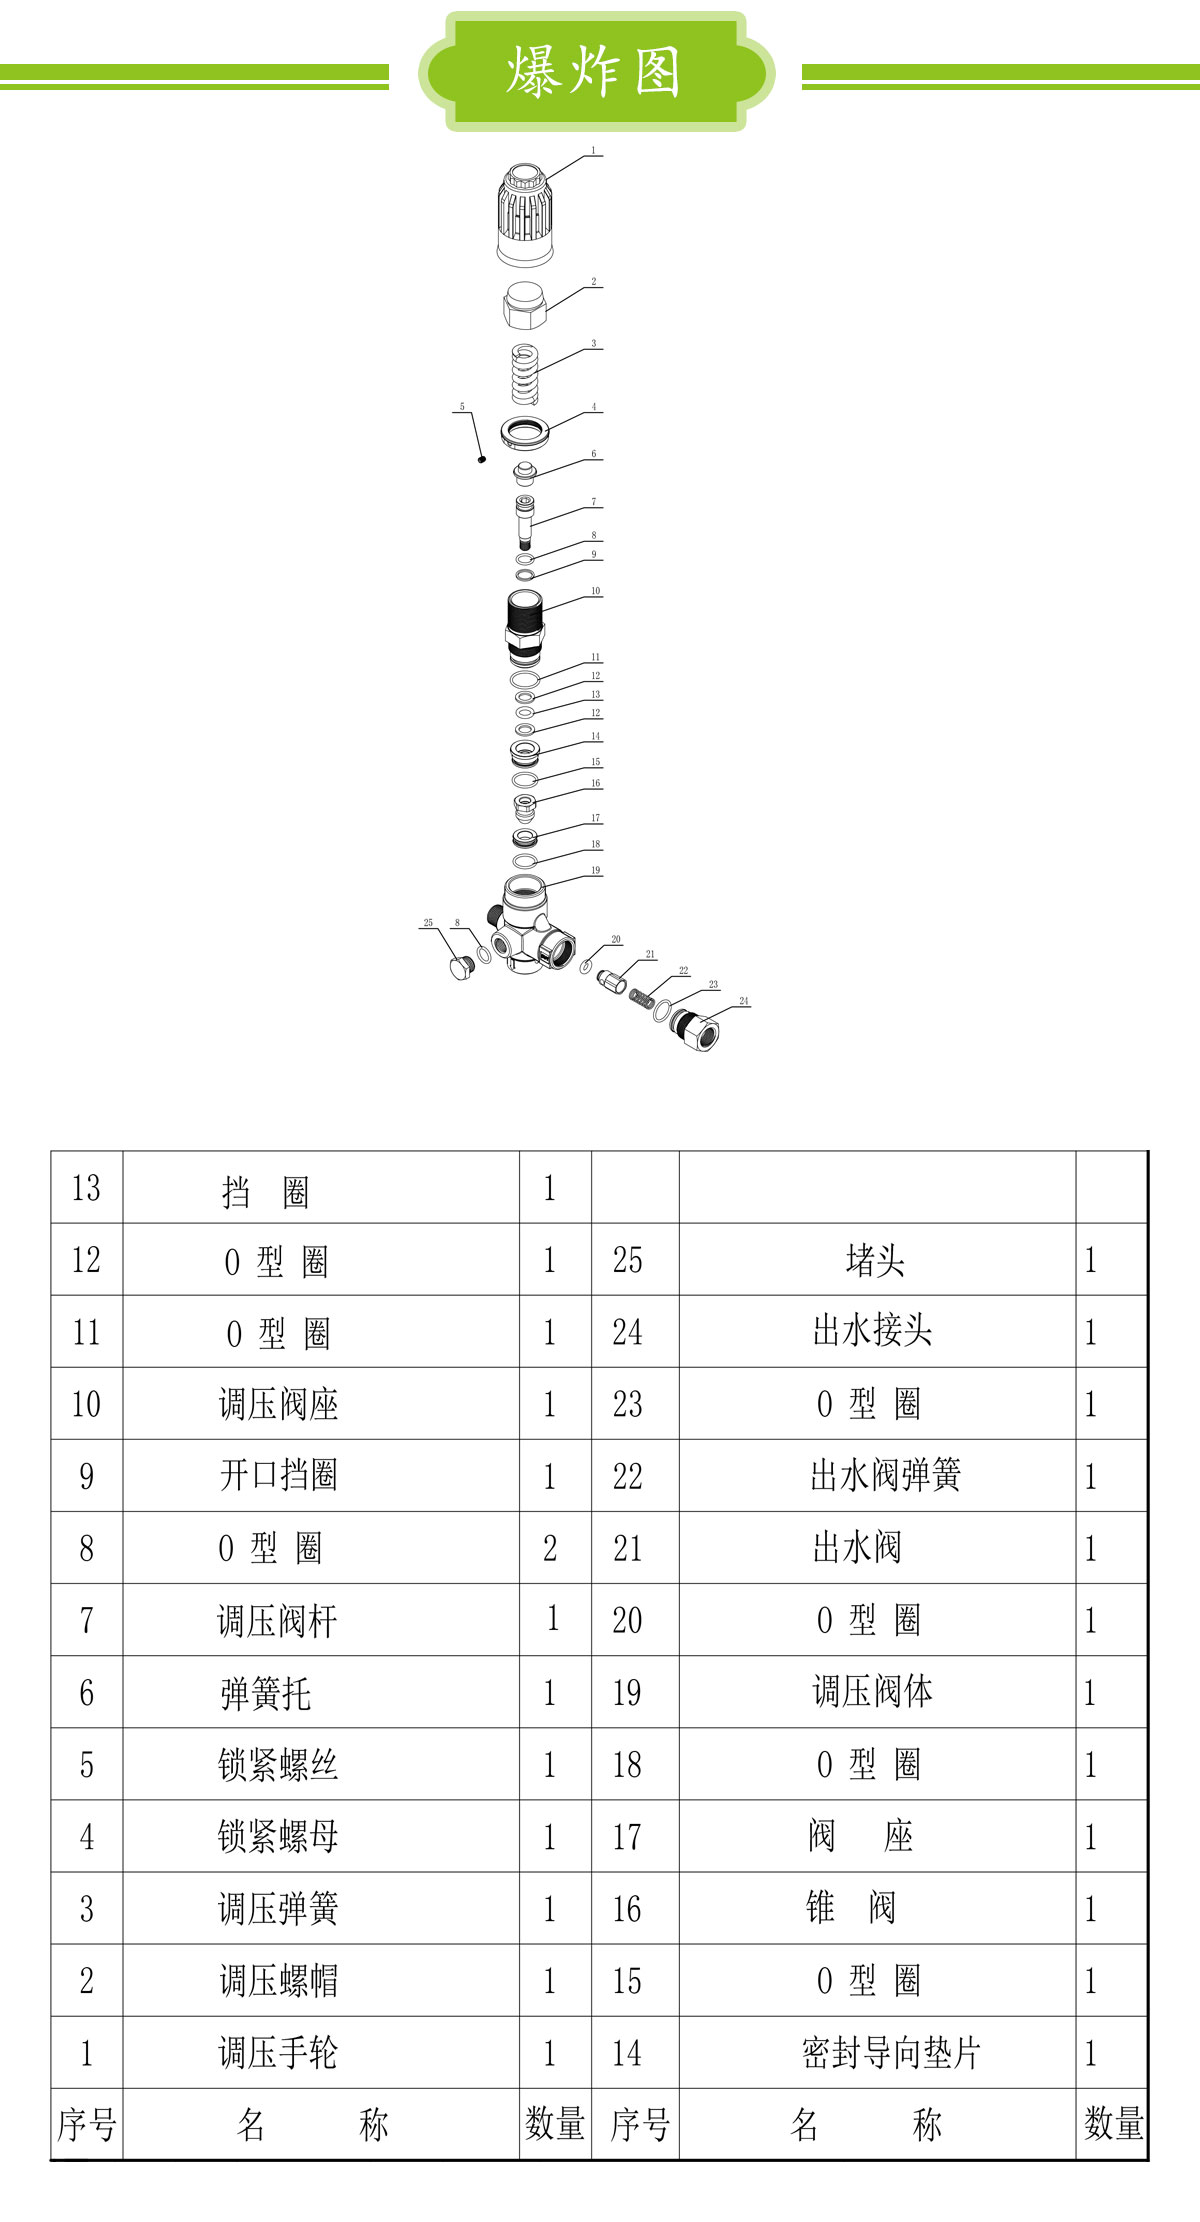 爆炸图
1
2
3
5
4
6
7
8
9
10
11
12
13
12
14
15
16
17
18
19
25 8
20
21
22
23
24
13 挡 圈 1
12 O 型 圈 1 25 堵头 1
11 O 型 圈 1 24 出水接头 1
10 调压阀座 1 23 O 型 圈 1
9 开口挡圈 1 22 出水阀弹簧 1
8 O 型 圈 2 21 出水阀 1
7 调压阀杆 1 20 O 型 圈 1
6 弹簧托 1 19 调压阀体 1
5 锁紧螺丝 1 18 O 型 圈 1
4 锁紧螺母 1 17 阀 座 1
3 调压弹簧 1 16 锥 阀 1
2 调压螺帽 1 15 O 型 圈 1
1 调压手轮 1 14 密封导向垫片 1
序号 名 称 数量 序号 名 称 数量